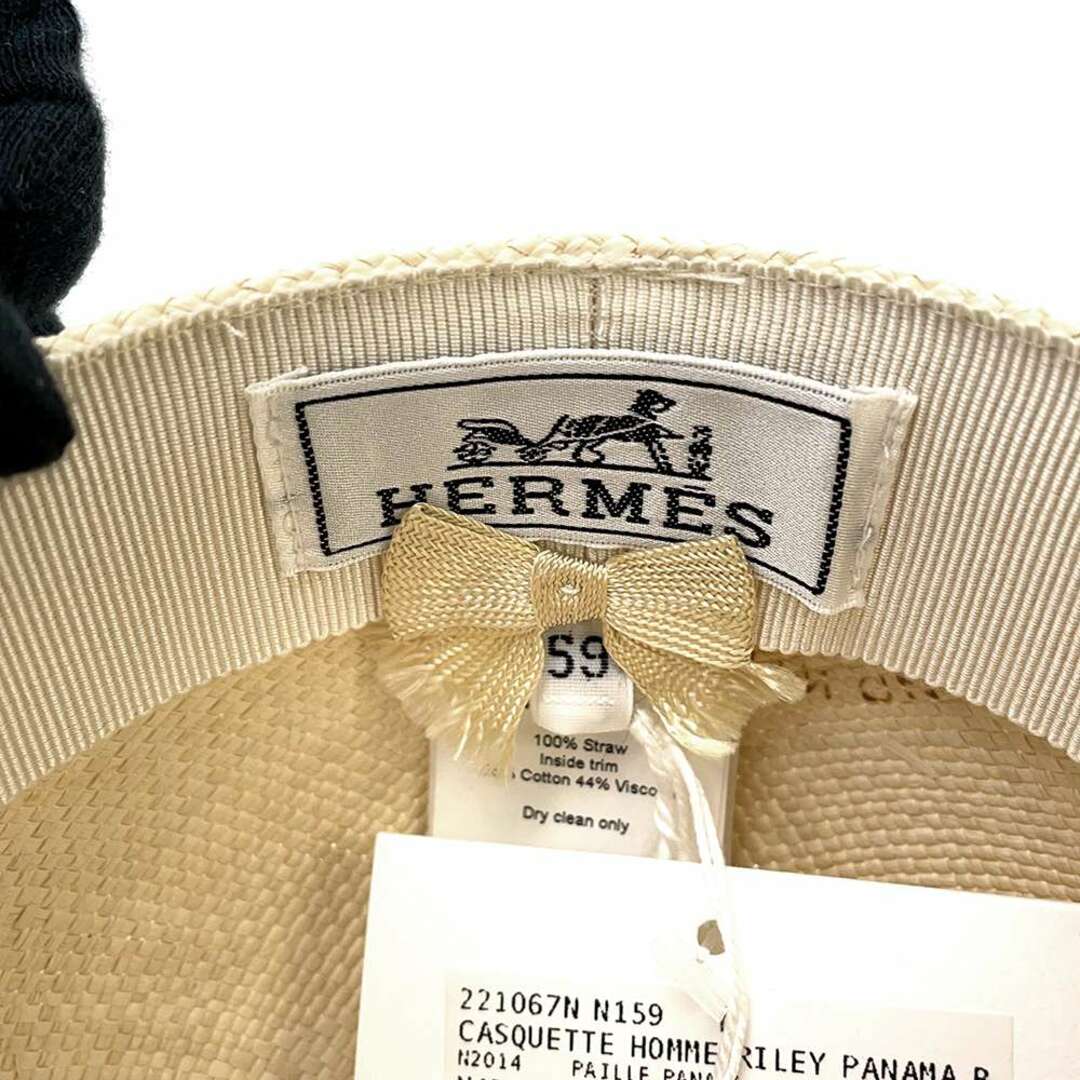 HERMES
59
100% Straw
Inside trim
Cotton 44% Visco
Dry clean only
221067N N159
CASQUETTE HOMME RILEY PANAMA
N2014 PAILLE PANA